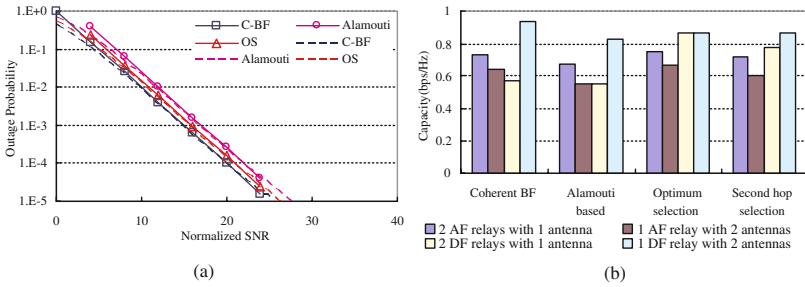 (a)
1.E+0
1.E-1
1.E-2
1.E-3
1.E-4
1.E-5
Outage Probability
C-BF
Alamouti
OS
C-BF
Alamouti
OS
0
10
20
30
40
Normalized SNR
(a)
(b)
1
0.8
0.6
0.4
0.2
0
Capacity(bps/Hz)
Coherent BF
Alamouti based
Optimum selection
Second hop selection
2 AF relays with 1 antenna
1 AF relay with 2 antennas
2 DF relays with 1 antenna
1 DF relay with 2 antennas
(b)